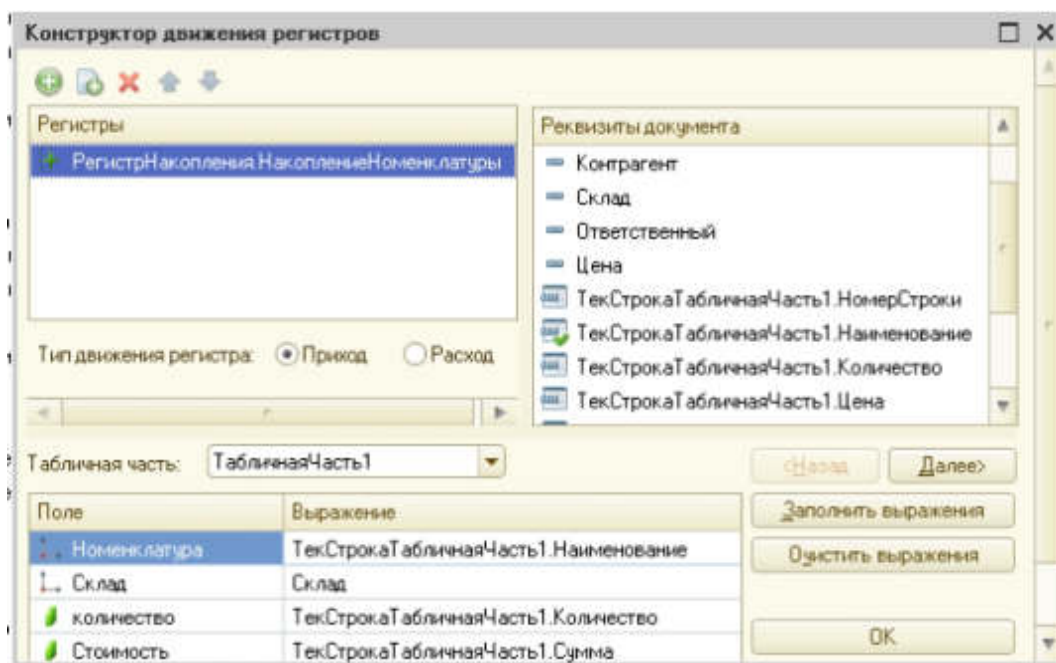 Конструктор движения регистров
Регистры
РегистрНакопления.НакоплениеНоменклатуры
Реквизиты документа
Контрагент
Склад
Ответственный
Цена
ТекСтрокаТабличнаяЧасть1.НомерСтроки
ТекСтрокаТабличнаяЧасть1.Наименование
ТекСтрокаТабличнаяЧасть1.Количество
ТекСтрокаТабличнаяЧасть1.Цена
Тип движения регистра: Приход Расход
Табличная часть: ТабличнаяЧасть1
<Назад Далее>
Поле Выражение
Номенклатура ТекСтрокаТабличнаяЧасть1.Наименование
Склад Склад
количество ТекСтрокаТабличнаяЧасть1.Количество
Стоимость ТекСтрокаТабличнаяЧасть1.Сумма
Заполнить выражения
Очистить выражения
OK